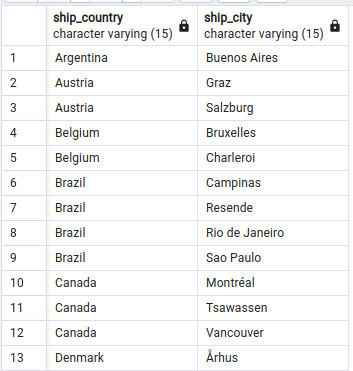 ship_country ship_city
character varying (15) character varying (15)
1 Argentina Buenos Aires
2 Austria Graz
3 Austria Salzburg
4 Belgium Bruxelles
5 Belgium Charleroi
6 Brazil Campinas
7 Brazil Resende
8 Brazil Rio de Janeiro
9 Brazil Sao Paulo
10 Canada Montréal
11 Canada Tsawassen
12 Canada Vancouver
13 Denmark Århus